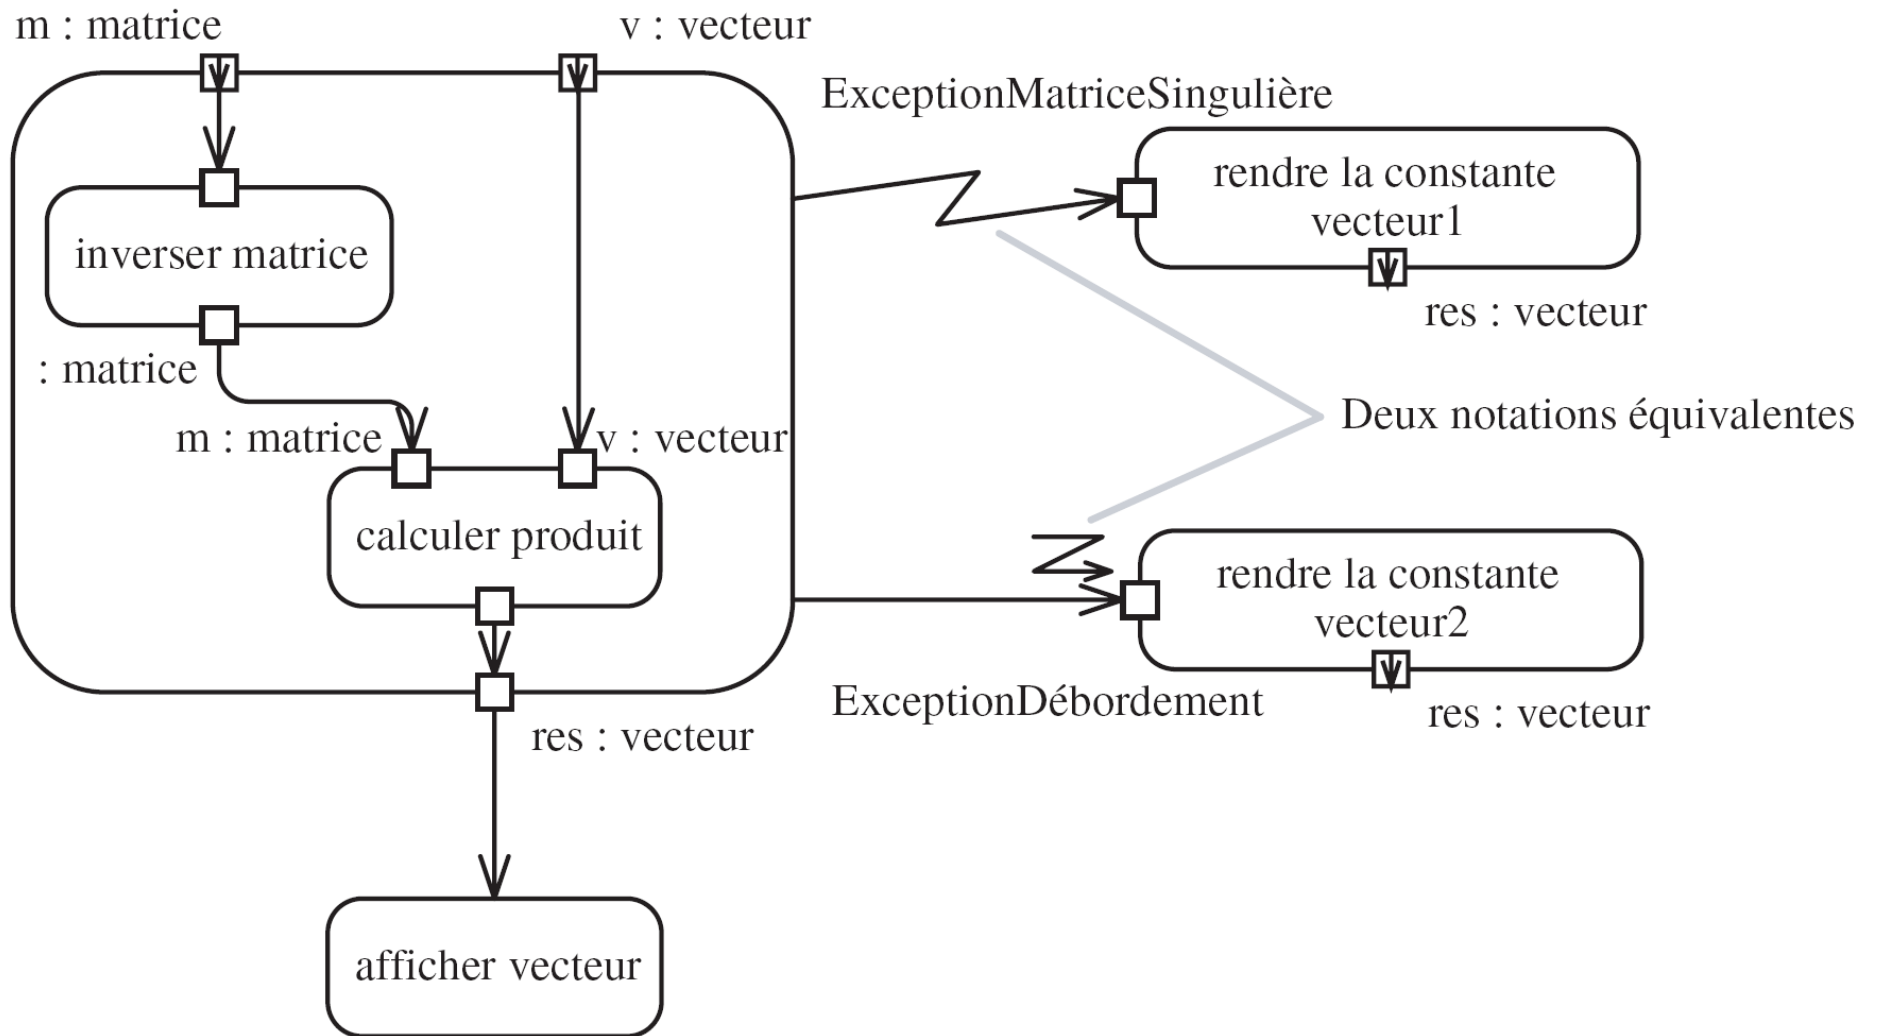 m : matrice
v : vecteur
ExceptionMatriceSingulière
rendre la constante
vecteur1
res : vecteur
inverser matrice
: matrice
m : matrice
v : vecteur
Deux notations équivalentes
calculer produit
rendre la constante
vecteur2
ExceptionDébordement
res : vecteur
res : vecteur
afficher vecteur